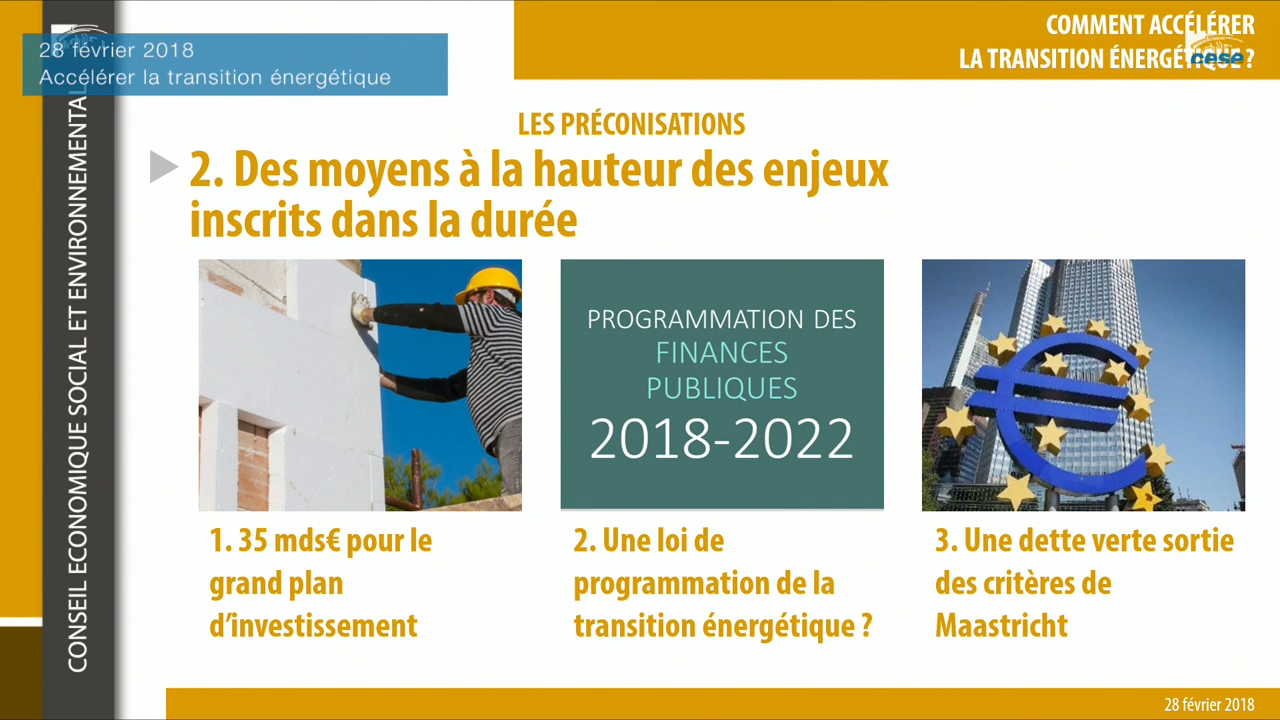 28 février 2018
Accélérer la transition énergétique
COMMENT ACCÉLÉRER
LA TRANSITION ÉNERGÉTIQUE ?
cese
CONSEIL ECONOMIQUE SOCIAL ET ENVIRONNEMENTAL
LES PRÉCONISATIONS
2. Des moyens à la hauteur des enjeux
inscrits dans la durée
PROGRAMMATION DES
FINANCES
PUBLIQUES
2018-2022
1. 35 mds€ pour le
grand plan
d’investissement
2. Une loi de
programmation de la
transition énergétique ?
3. Une dette verte sortie
des critères de
Maastricht
28 février 2018